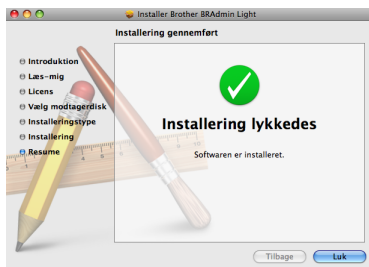 Installer Brother BRAdmin Light
Installering gennemført
Introduktion
Læs-mig
Licens
Vælg modtagerdisk
Installeringstype
Installering
Resume
Installering lykkedes
Softwaren er installeret.
Tilbage
Luk